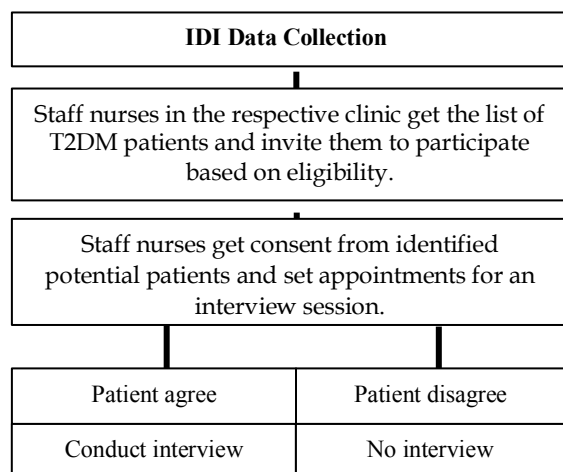 IDI Data Collection
Staff nurses in the respective clinic get the list of
T2DM patients and invite them to participate
based on eligibility.
Staff nurses get consent from identified
potential patients and set appointments for an
interview session.
Patient agree
Patient disagree
Conduct interview
No interview